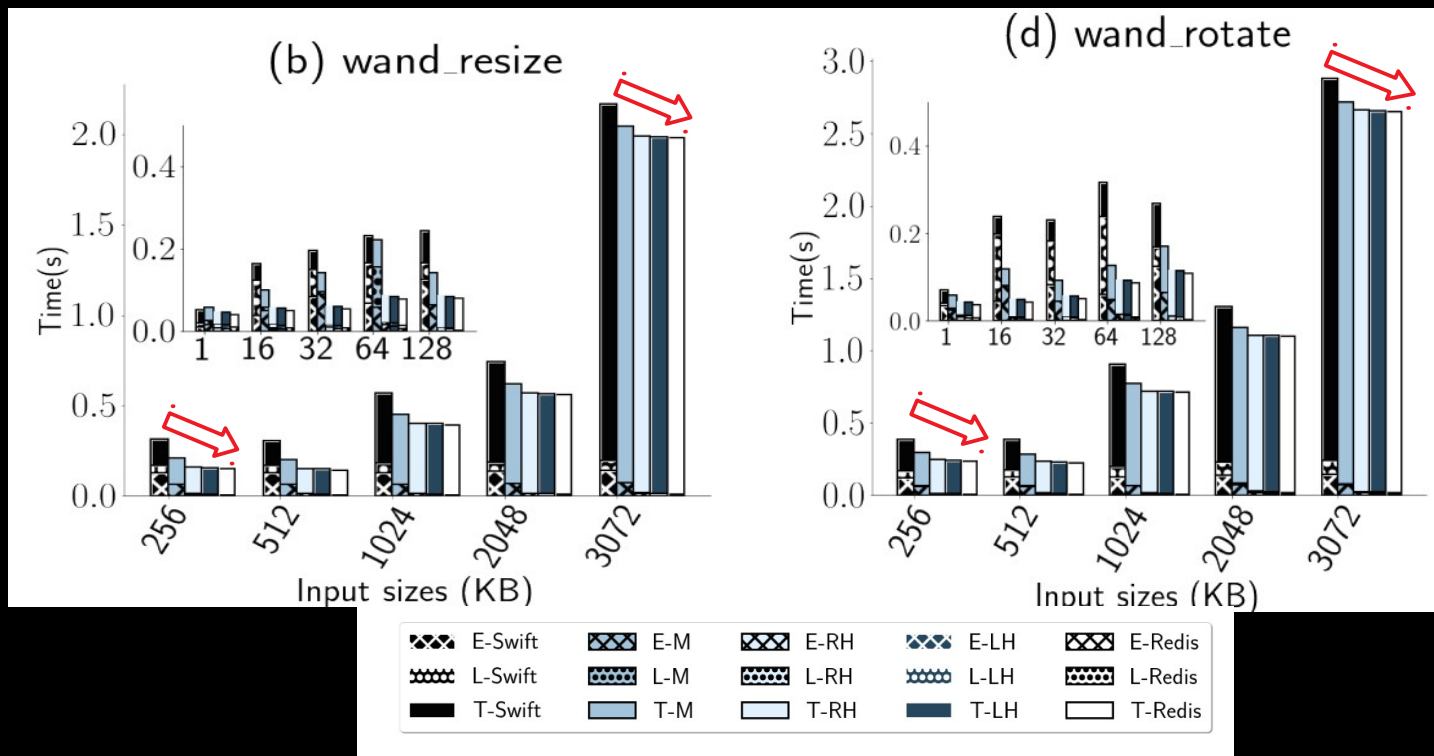 (b) wand_resize
2.0
1.5
1.0
0.5
0.0
Time(s)
0.4
0.2
0.0
1 16 32 64 128
256 512 1024 2048 3072
Input sizes (KB)
(d) wand_rotate
3.0
2.5
2.0
1.5
1.0
0.5
0.0
Time(s)
0.4
0.2
0.0
1 16 32 64 128
256 512 1024 2048 3072
Input sizes (KB)
E-Swift E-M E-RH E-LH E-Redis
L-Swift L-M L-RH L-LH L-Redis
T-Swift T-M T-RH T-LH T-Redis